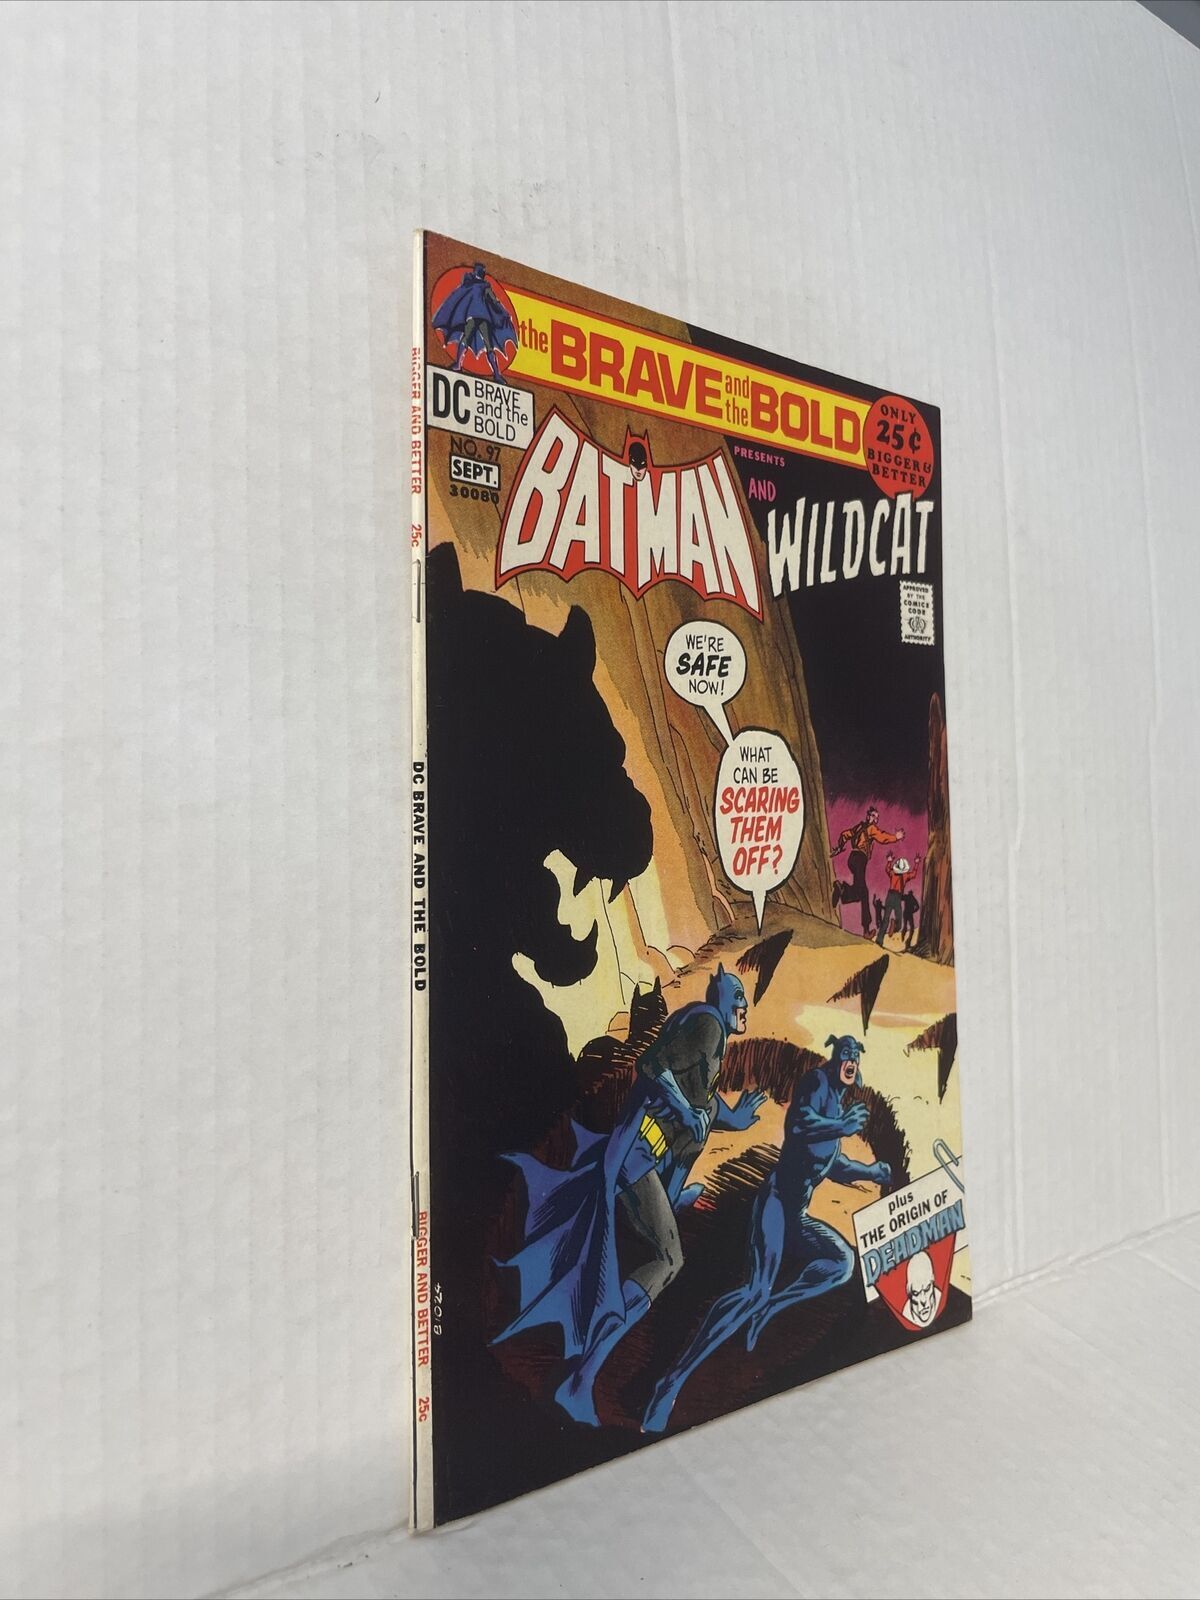 the BRAVE and the BOLD
ONLY
25¢
BIGGER &
BETTER
DC BRAVE and the BOLD
NO. 97
SEPT.
30080
PRESENTS
BATMAN
AND
WILDCAT
APPROVED
BY THE
COMICS
CODE
AUTHORITY
WE'RE
SAFE
NOW!
WHAT
CAN BE
SCARING
THEM
OFF?
plus
THE ORIGIN OF
DEADMAN
BIGGER AND BETTER 25c
DC BRAVE AND THE BOLD
BIGGER AND BETTER 25c
81024